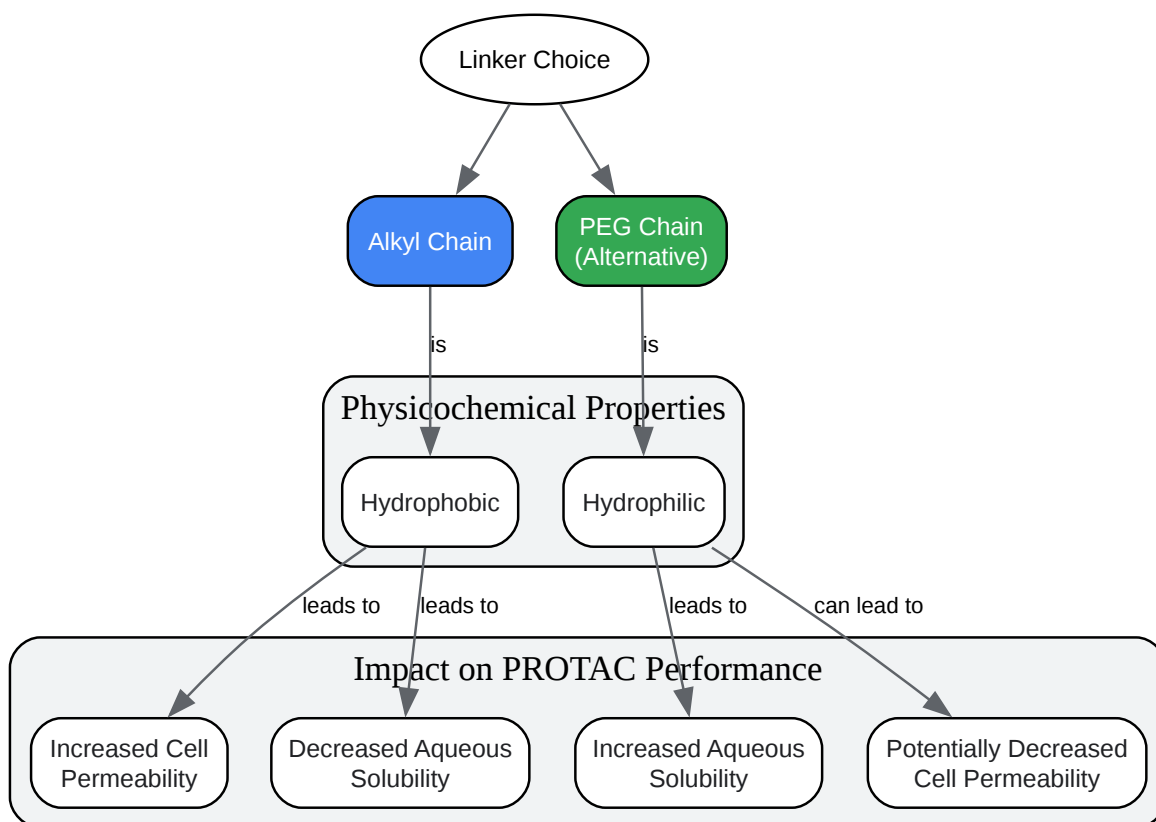 Linker Choice
Alkyl Chain
PEG Chain
(Alternative)
is
is
Physicochemical Properties
Hydrophobic
Hydrophilic
leads to
leads to
leads to
can lead to
Impact on PROTAC Performance
Increased Cell
Permeability
Decreased Aqueous
Solubility
Increased Aqueous
Solubility
Potentially Decreased
Cell Permeability